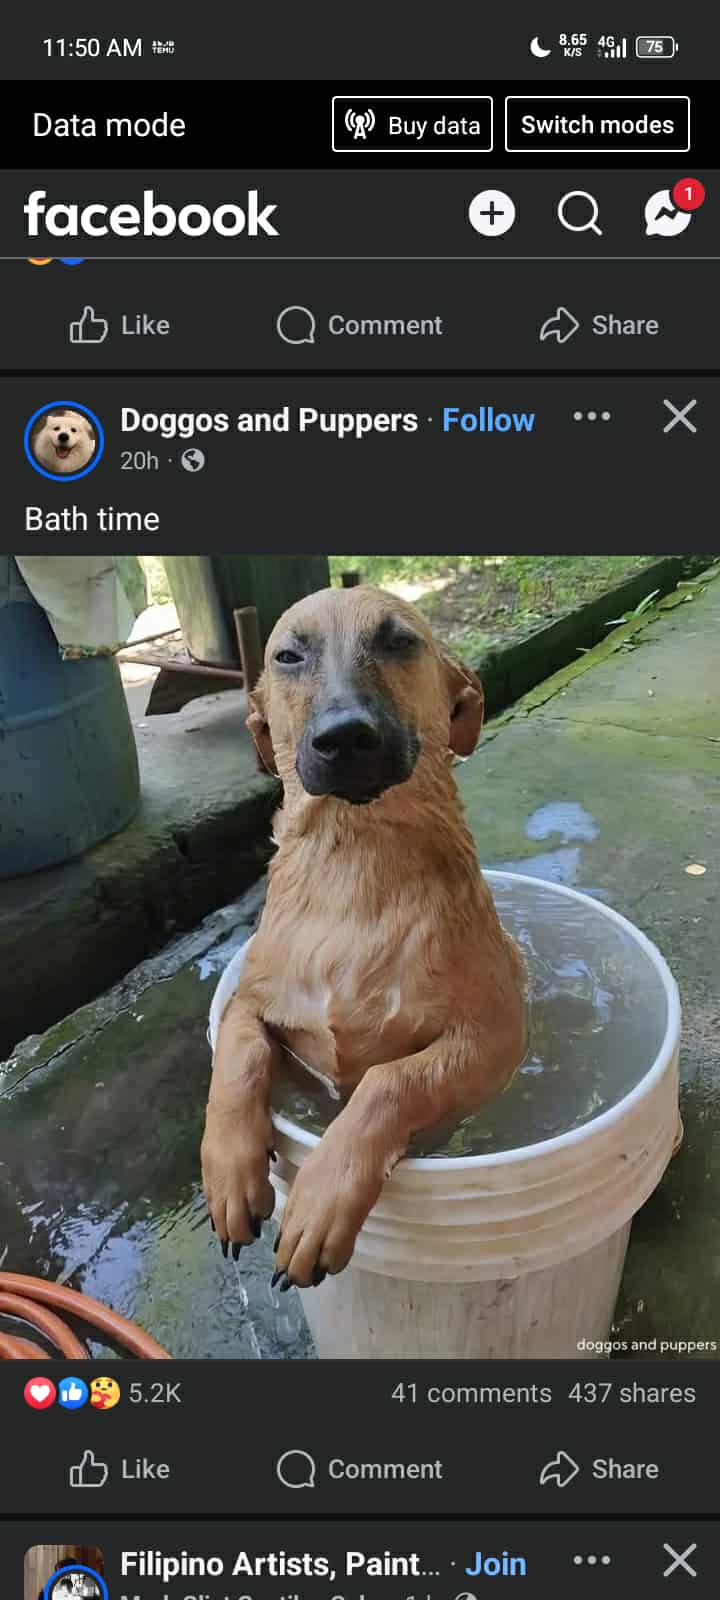 11:50 AM
8.65
K/S
4G
75
Data mode
Buy data
Switch modes
facebook
1
Like
Comment
Share
Doggos and Puppers · Follow
20h ·
Bath time
doggos and puppers
5.2K
41 comments 437 shares
Like
Comment
Share
Filipino Artists, Paint... · Join